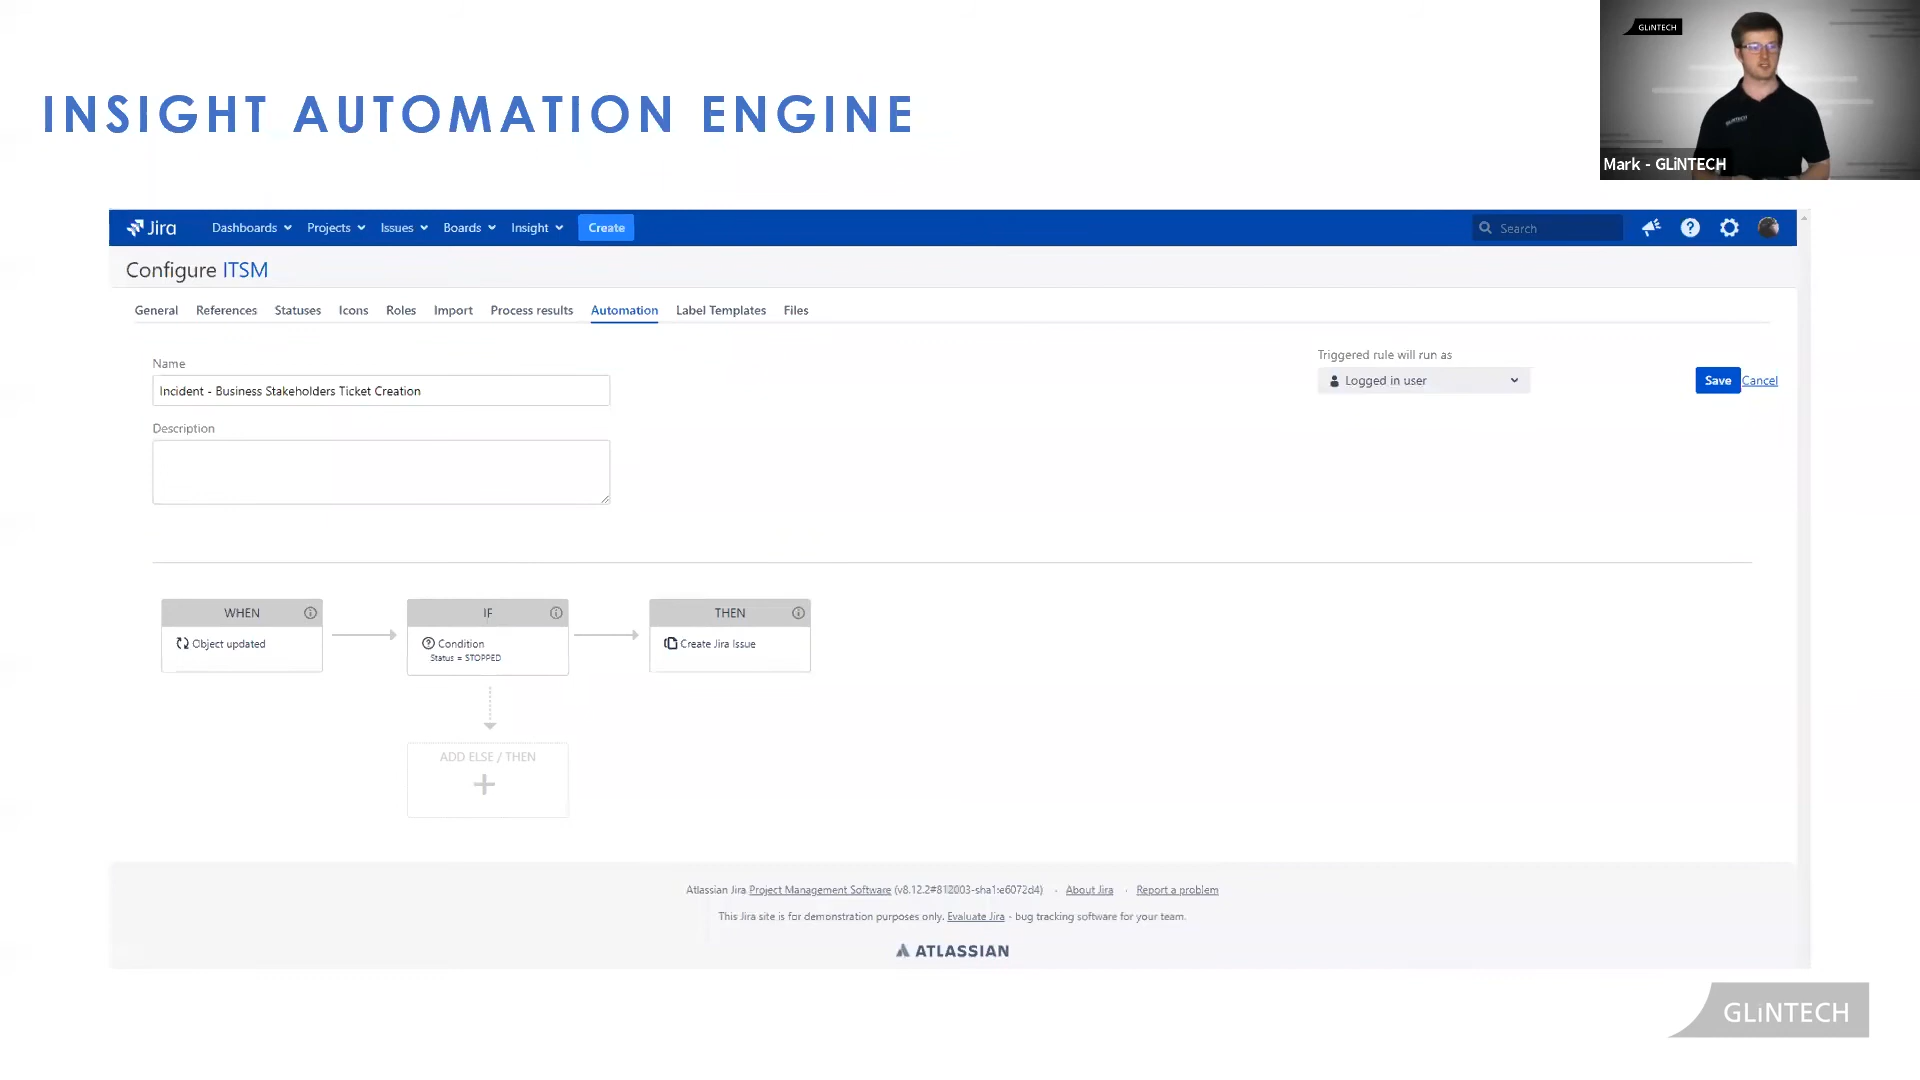 GLiNTECH
INSIGHT AUTOMATION ENGINE
GLiNTECH
Mark - GLiNTECH
Jira Dashboards Projects Issues Boards Insight Create Search
Configure ITSM
General References Statuses Icons Roles Import Process results Automation Label Templates Files
Name
Incident - Business Stakeholders Ticket Creation
Triggered rule will run as
Logged in user
Save Cancel
Description
WHEN IF THEN
Object updated Condition Create Jira Issue
Status = STOPPED
ADD ELSE / THEN
Atlassian Jira Project Management Software · About Jira · Report a problem
This Jira site is for demonstration purposes only. Evaluate Jira - bug tracking software for your team.
ATLASSIAN
GLiNTECH